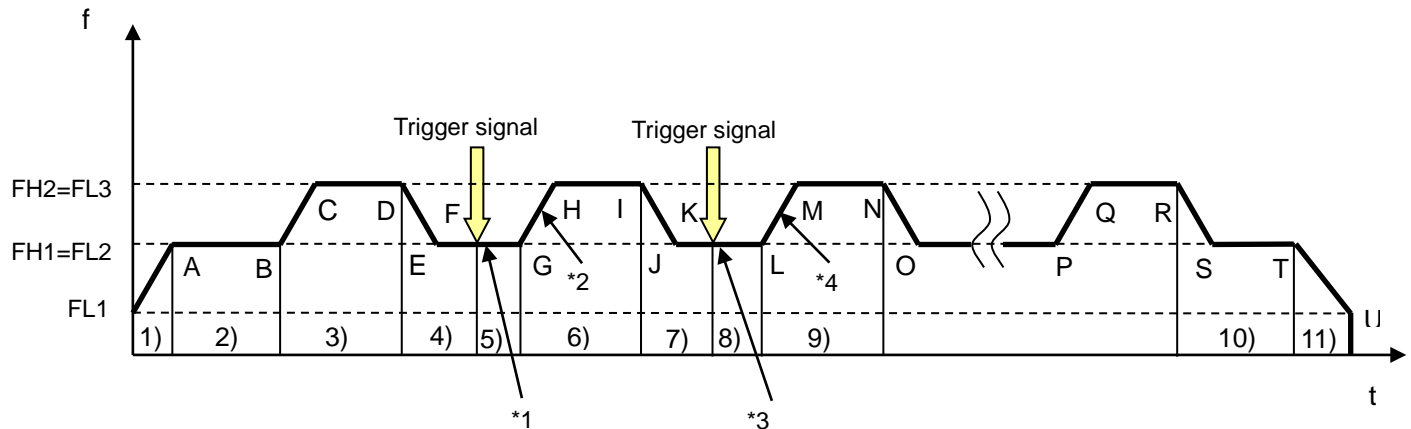 f
Trigger signal
Trigger signal
FH2=FL3
C
D
F
H
I
K
M
N
Q
R
FH1=FL2
A
B
E
G
*2
J
L
*4
O
P
S
T
FL1
1)
2)
3)
4)
5)
6)
7)
8)
9)
10)
11)
t
*1
*3